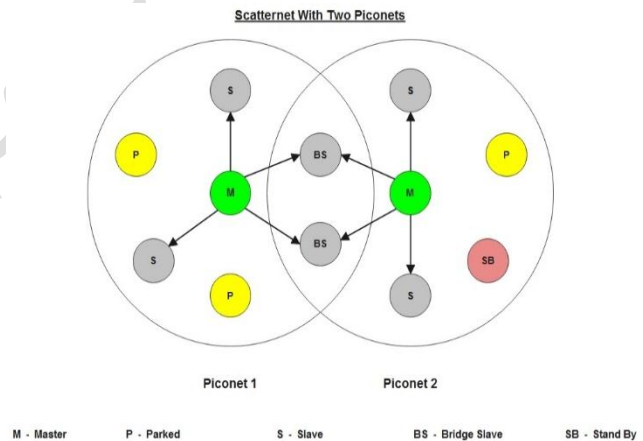 Scatternet With Two Piconets
S
S
P
BS
P
M
M
S
BS
SB
P
S
Piconet 1
Piconet 2
M - Master
P - Parked
S - Slave
BS - Bridge Slave
SB - Stand By